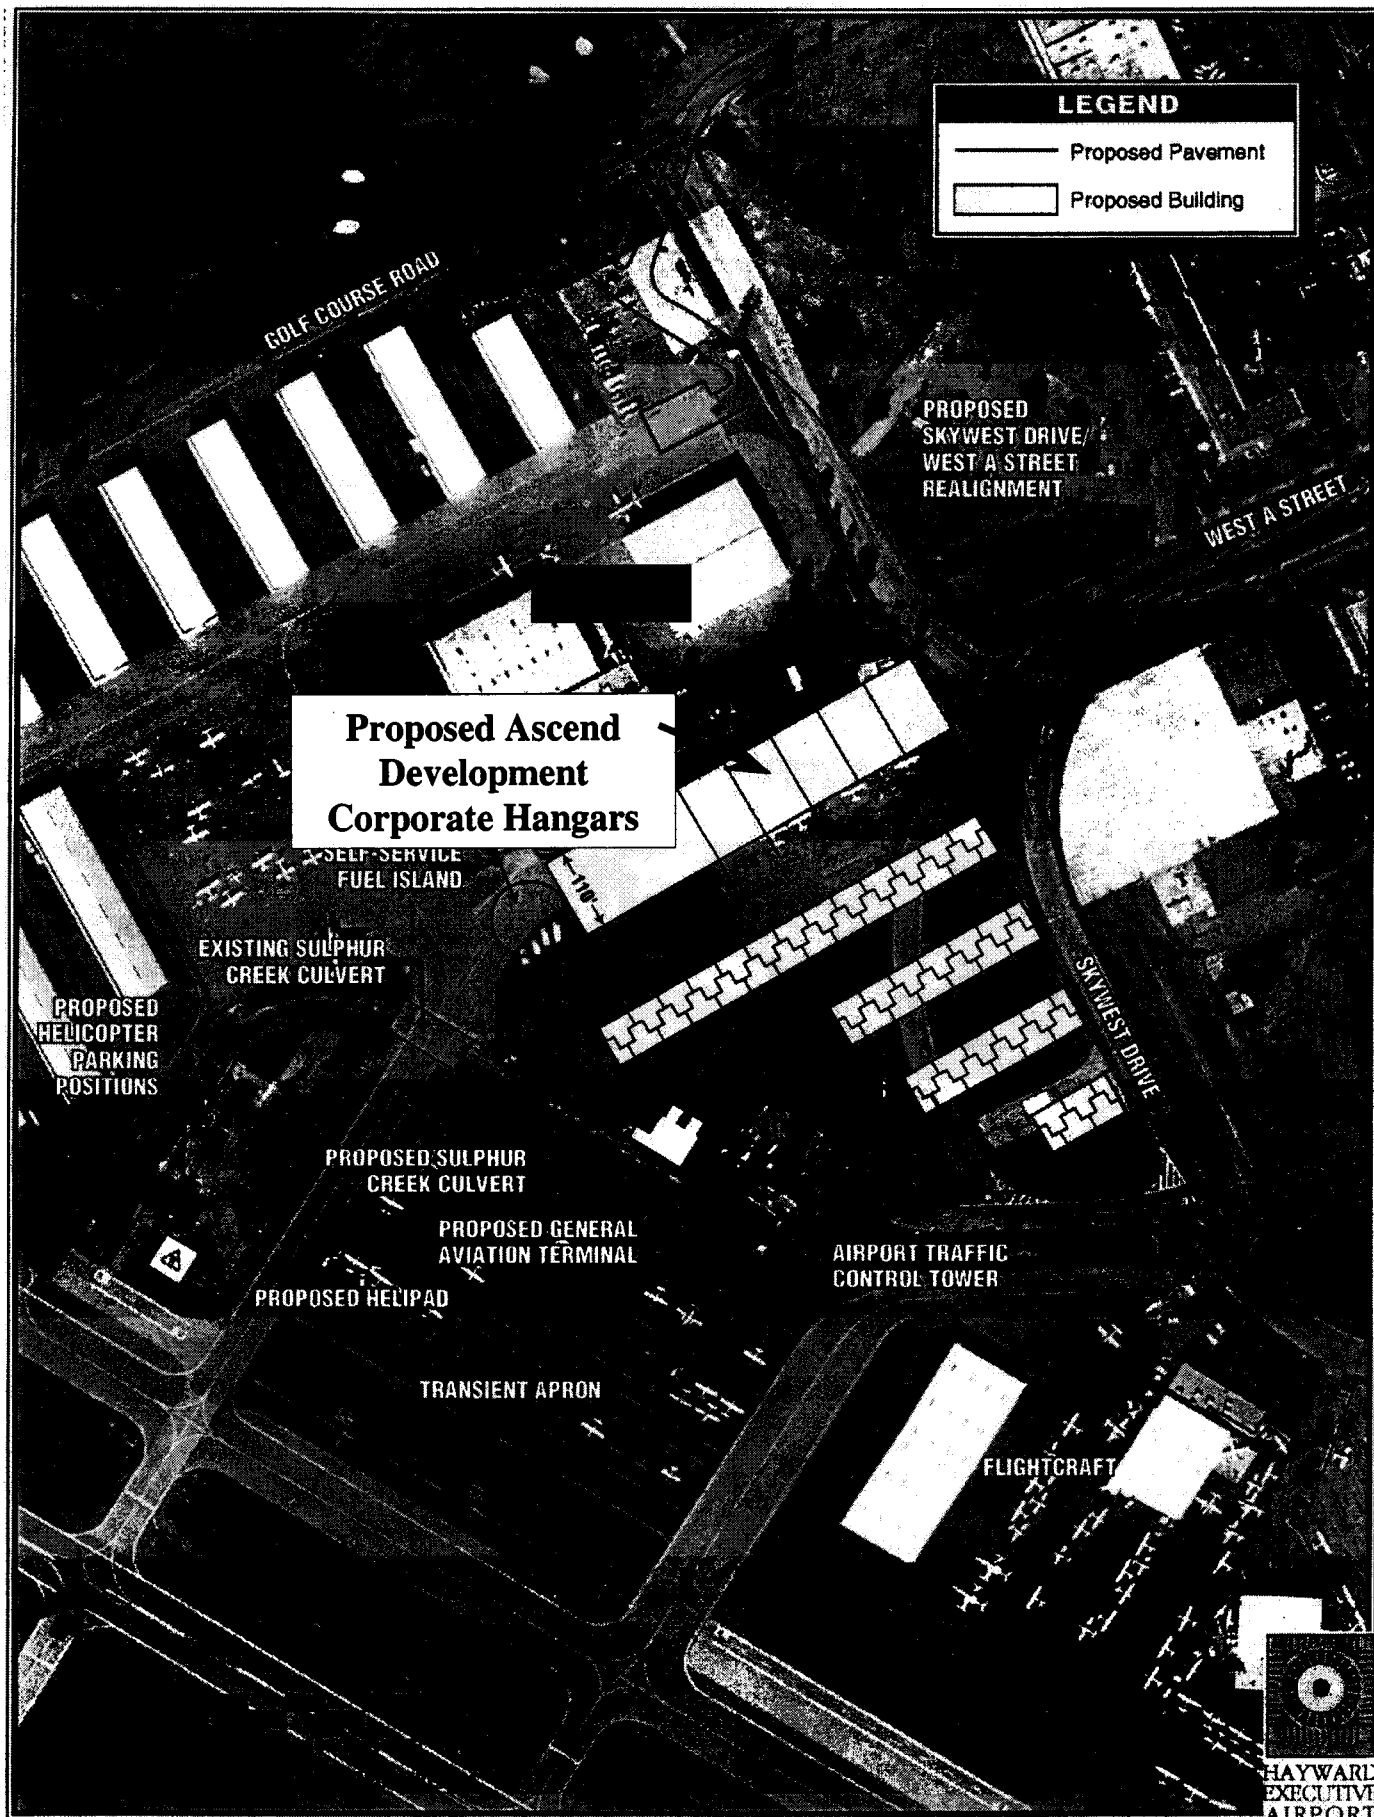 LEGEND
Proposed Pavement
Proposed Building
GOLF COURSE ROAD
PROPOSED
SKYWEST DRIVE/
WEST A STREET
REALIGNMENT
WEST A STREET
Proposed Ascend
Development
Corporate Hangars
SELF-SERVICE
FUEL ISLAND
110'
EXISTING SULPHUR
CREEK CULVERT
PROPOSED
HELICOPTER
PARKING
POSITIONS
SKYWEST DRIVE
PROPOSED SULPHUR
CREEK CULVERT
PROPOSED GENERAL
AVIATION TERMINAL
AIRPORT TRAFFIC
CONTROL TOWER
PROPOSED HELIPAD
TRANSIENT APRON
FLIGHTCRAFT
HAYWARD
EXECUTIVE
AIRPORT